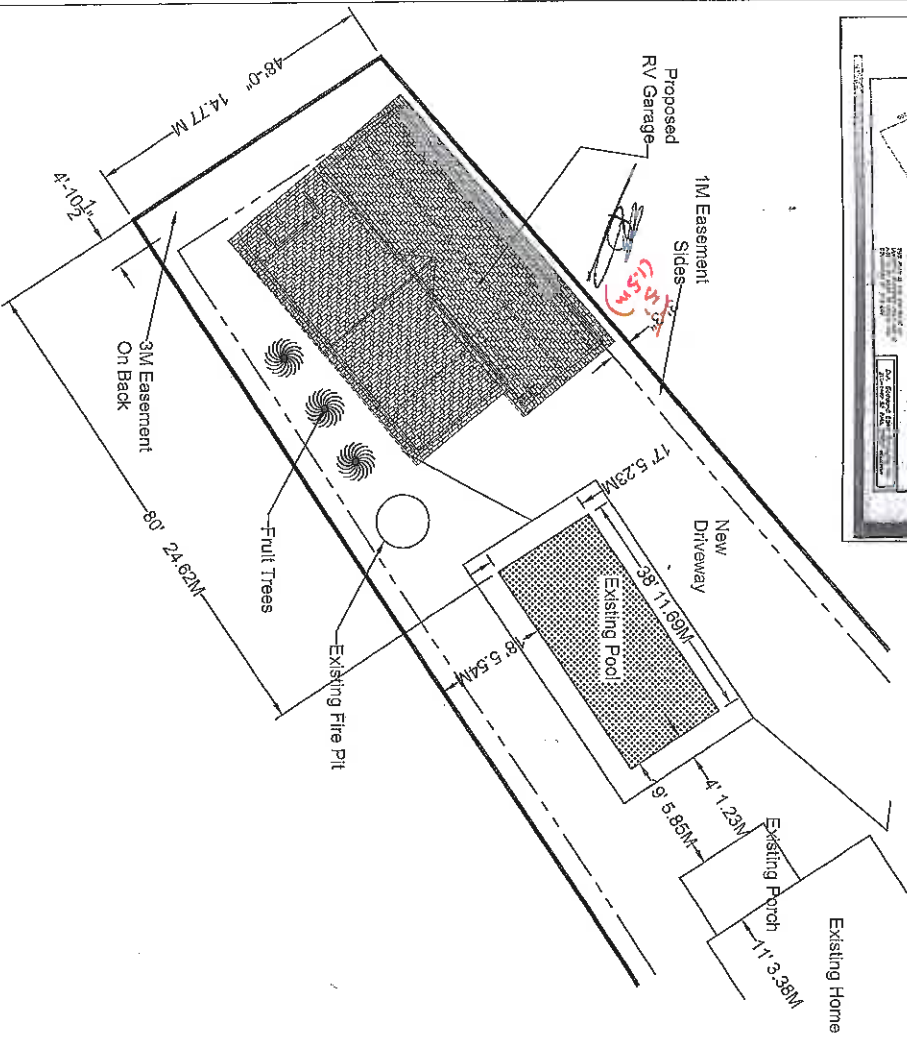 48'-0" 14.77 M
4'-10 1/2"
Proposed
RV Garage
1M Easement
Sides
(1.5m)
3M Easement
On Back
80' 24.62M
Fruit Trees
Existing Fire Pit
New
Driveway
17' 5.23M
38' 11.69M
Existing Pool
18' 5.54M
4' 1.23M
9' 5.85M
Existing Porch
11' 3.38M
Existing Home